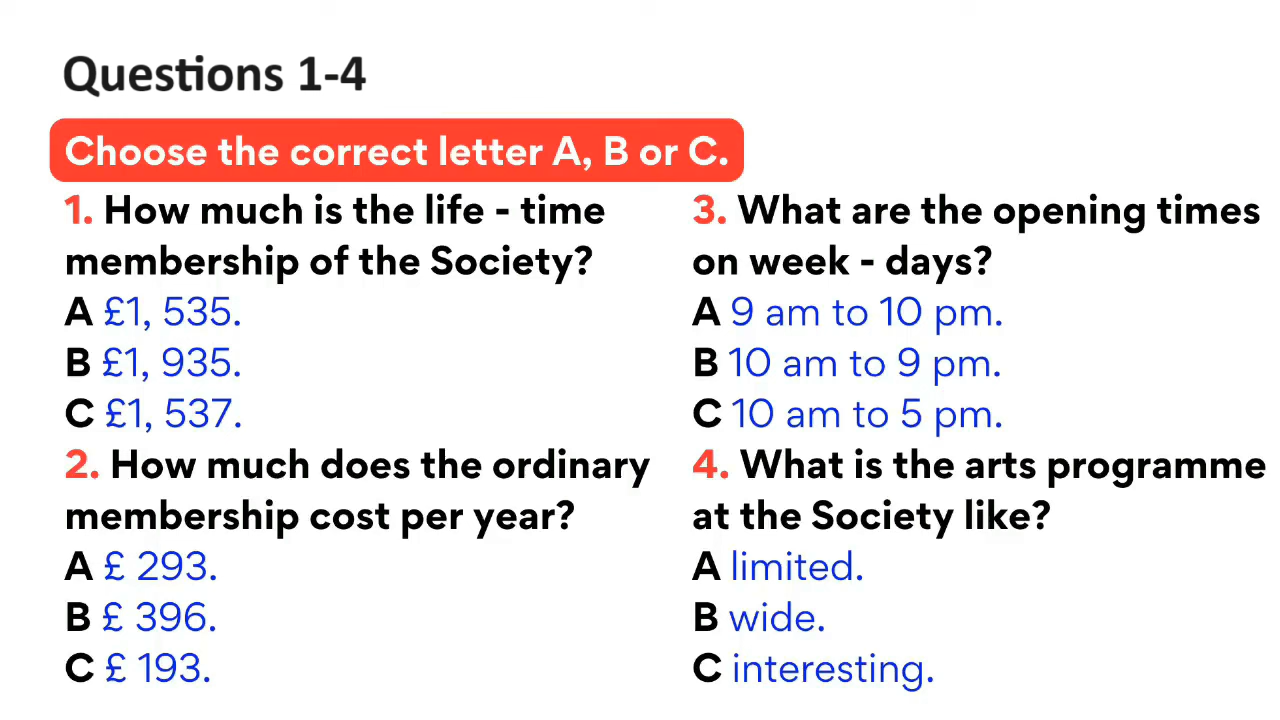 Questions 1-4
Choose the correct letter A, B or C.
1. How much is the life - time
membership of the Society?
A £1, 535.
B £1, 935.
C £1, 537.
2. How much does the ordinary
membership cost per year?
A £ 293.
B £ 396.
C £ 193.
3. What are the opening times
on week - days?
A 9 am to 10 pm.
B 10 am to 9 pm.
C 10 am to 5 pm.
4. What is the arts programme
at the Society like?
A limited.
B wide.
C interesting.